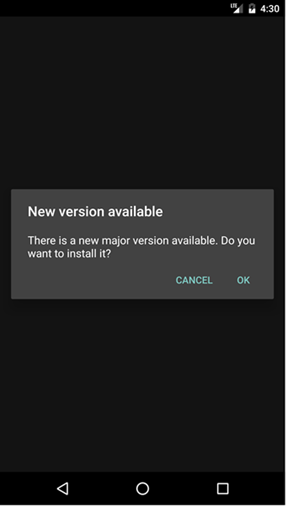 LTE 4:30
New version available
There is a new major version available. Do you
want to install it?
CANCEL OK